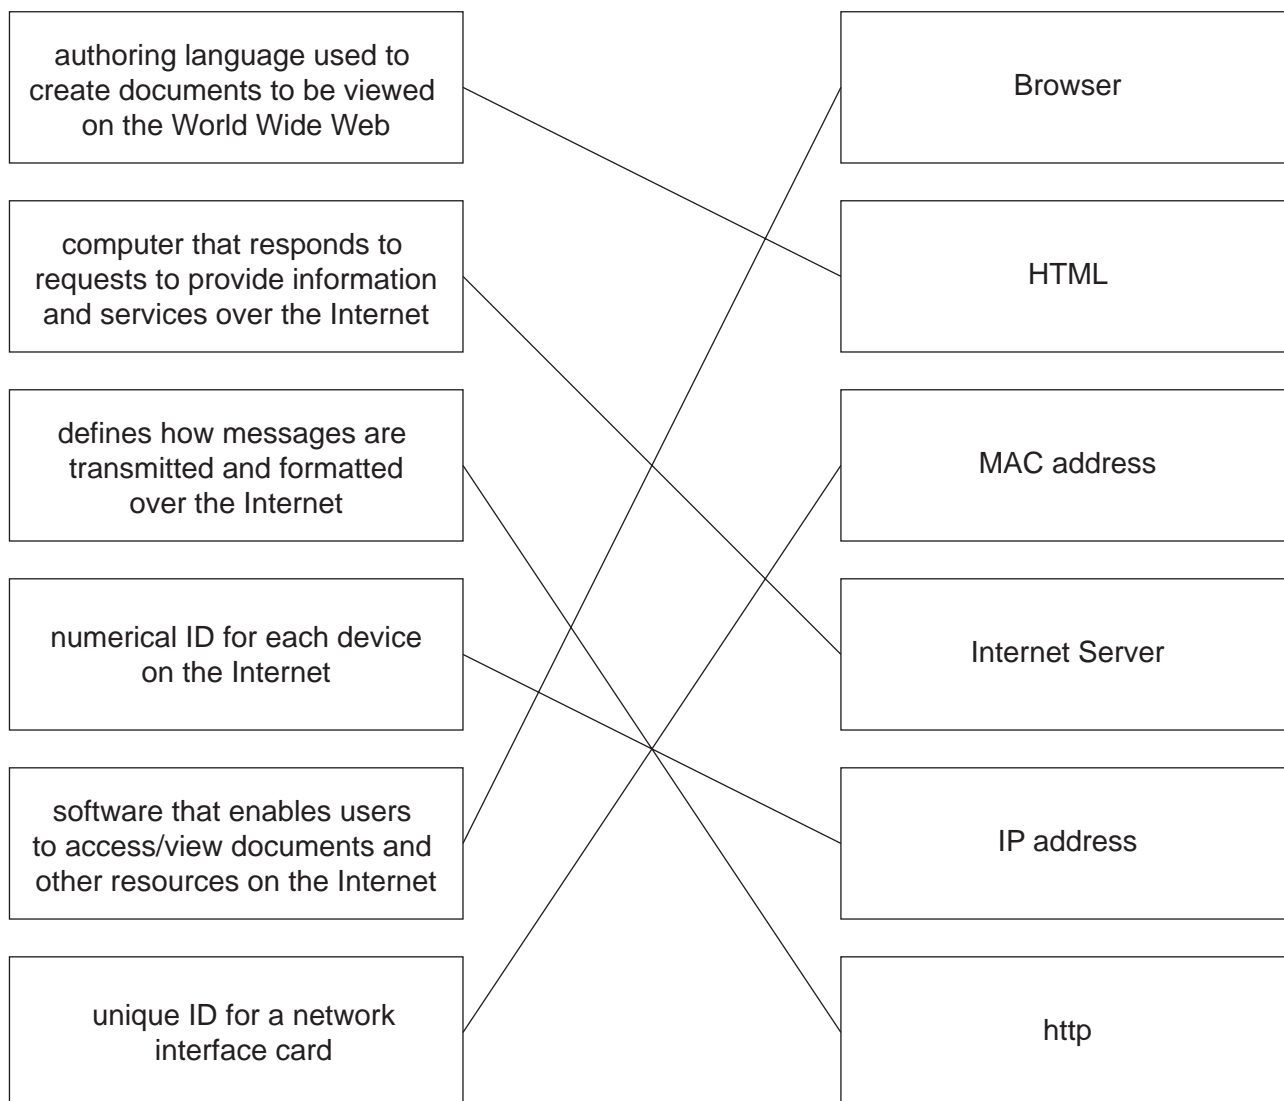 authoring language used to
create documents to be viewed
on the World Wide Web
Browser
computer that responds to
requests to provide information
and services over the Internet
HTML
defines how messages are
transmitted and formatted
over the Internet
MAC address
numerical ID for each device
on the Internet
Internet Server
software that enables users
to access/view documents and
other resources on the Internet
IP address
unique ID for a network
interface card
http